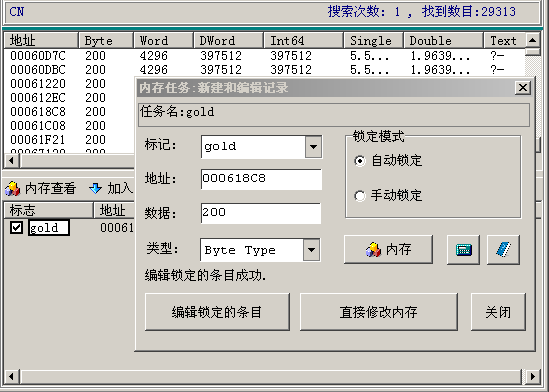 CN 搜索次数: 1 , 找到数目:29313
地址 Byte Word DWord Int64 Single Double Text
00060D7C 200 4296 397512 397512 5.5... 1.9639... ?—
00060DBC 200 4296 397512 397512 5.5... 1.9639... ?—
00061220 200
000612EC 200
000618C8 200
00061C08 200
00061F21 200
内存任务:新建和编辑记录
任务名:gold
标记: gold
锁定模式
地址: 000618C8
自动锁定
手动锁定
数据: 200
类型: Byte Type
内存
编辑锁定的条目成功.
编辑锁定的条目 直接修改内存 关闭
内存查看 加入
标志 地址
gold 00061